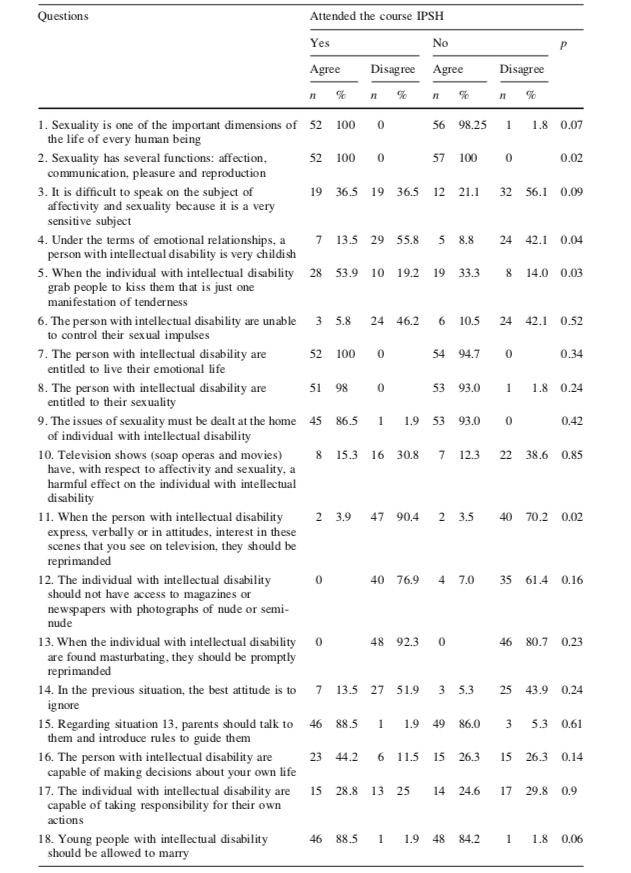 Questions Attended the course IPSH
Yes No p
Agree Disagree Agree Disagree
n % n % n % n %
1. Sexuality is one of the important dimensions of 52 100 0 56 98.25 1 1.8 0.07
the life of every human being
2. Sexuality has several functions: affection, 52 100 0 57 100 0 0.02
communication, pleasure and reproduction
3. It is difficult to speak on the subject of 19 36.5 19 36.5 12 21.1 32 56.1 0.09
affectivity and sexuality because it is a very
sensitive subject
4. Under the terms of emotional relationships, a 7 13.5 29 55.8 5 8.8 24 42.1 0.04
person with intellectual disability is very childish
5. When the individual with intellectual disability 28 53.9 10 19.2 19 33.3 8 14.0 0.03
grab people to kiss them that is just one
manifestation of tenderness
6. The person with intellectual disability are unable 3 5.8 24 46.2 6 10.5 24 42.1 0.52
to control their sexual impulses
7. The person with intellectual disability are 52 100 0 54 94.7 0 0.34
entitled to live their emotional life
8. The person with intellectual disability are 51 98 0 53 93.0 1 1.8 0.24
entitled to their sexuality
9. The issues of sexuality must be dealt at the home 45 86.5 1 1.9 53 93.0 0 0.42
of individual with intellectual disability
10. Television shows (soap operas and movies) 8 15.3 16 30.8 7 12.3 22 38.6 0.85
have, with respect to affectivity and sexuality, a
harmful effect on the individual with intellectual
disability
11. When the person with intellectual disability 2 3.9 47 90.4 2 3.5 40 70.2 0.02
express, verbally or in attitudes, interest in these
scenes that you see on television, they should be
reprimanded
12. The individual with intellectual disability 0 40 76.9 4 7.0 35 61.4 0.16
should not have access to magazines or
newspapers with photographs of nude or semi-
nude
13. When the individual with intellectual disability 0 48 92.3 0 46 80.7 0.23
are found masturbating, they should be promptly
reprimanded
14. In the previous situation, the best attitude is to 7 13.5 27 51.9 3 5.3 25 43.9 0.24
ignore
15. Regarding situation 13, parents should talk to 46 88.5 1 1.9 49 86.0 3 5.3 0.61
them and introduce rules to guide them
16. The person with intellectual disability are 23 44.2 6 11.5 15 26.3 15 26.3 0.14
capable of making decisions about your own life
17. The individual with intellectual disability are 15 28.8 13 25 14 24.6 17 29.8 0.9
capable of taking responsibility for their own
actions
18. Young people with intellectual disability 46 88.5 1 1.9 48 84.2 1 1.8 0.06
should be allowed to marry